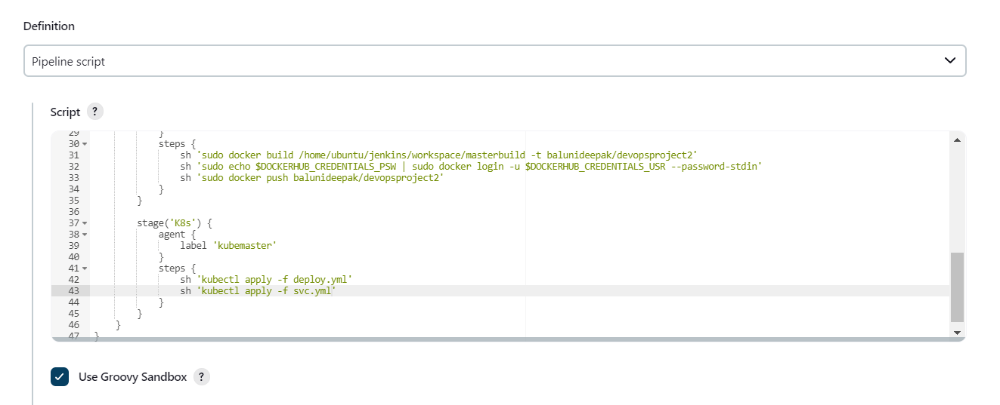 Definition
Pipeline script
Script ?
29 }
30 steps {
31 sh 'sudo docker build /home/ubuntu/jenkins/workspace/masterbuild -t balunideepak/devopsproject2'
32 sh 'sudo echo $DOCKERHUB_CREDENTIALS_PSW | sudo docker login -u $DOCKERHUB_CREDENTIALS_USR --password-stdin'
33 sh 'sudo docker push balunideepak/devopsproject2'
34 }
35 }
36
37 stage('K8s') {
38 agent {
39 label 'kubemaster'
40 }
41 steps {
42 sh 'kubectl apply -f deploy.yml'
43 sh 'kubectl apply -f svc.yml'
44 }
45 }
46 }
47 }
Use Groovy Sandbox ?